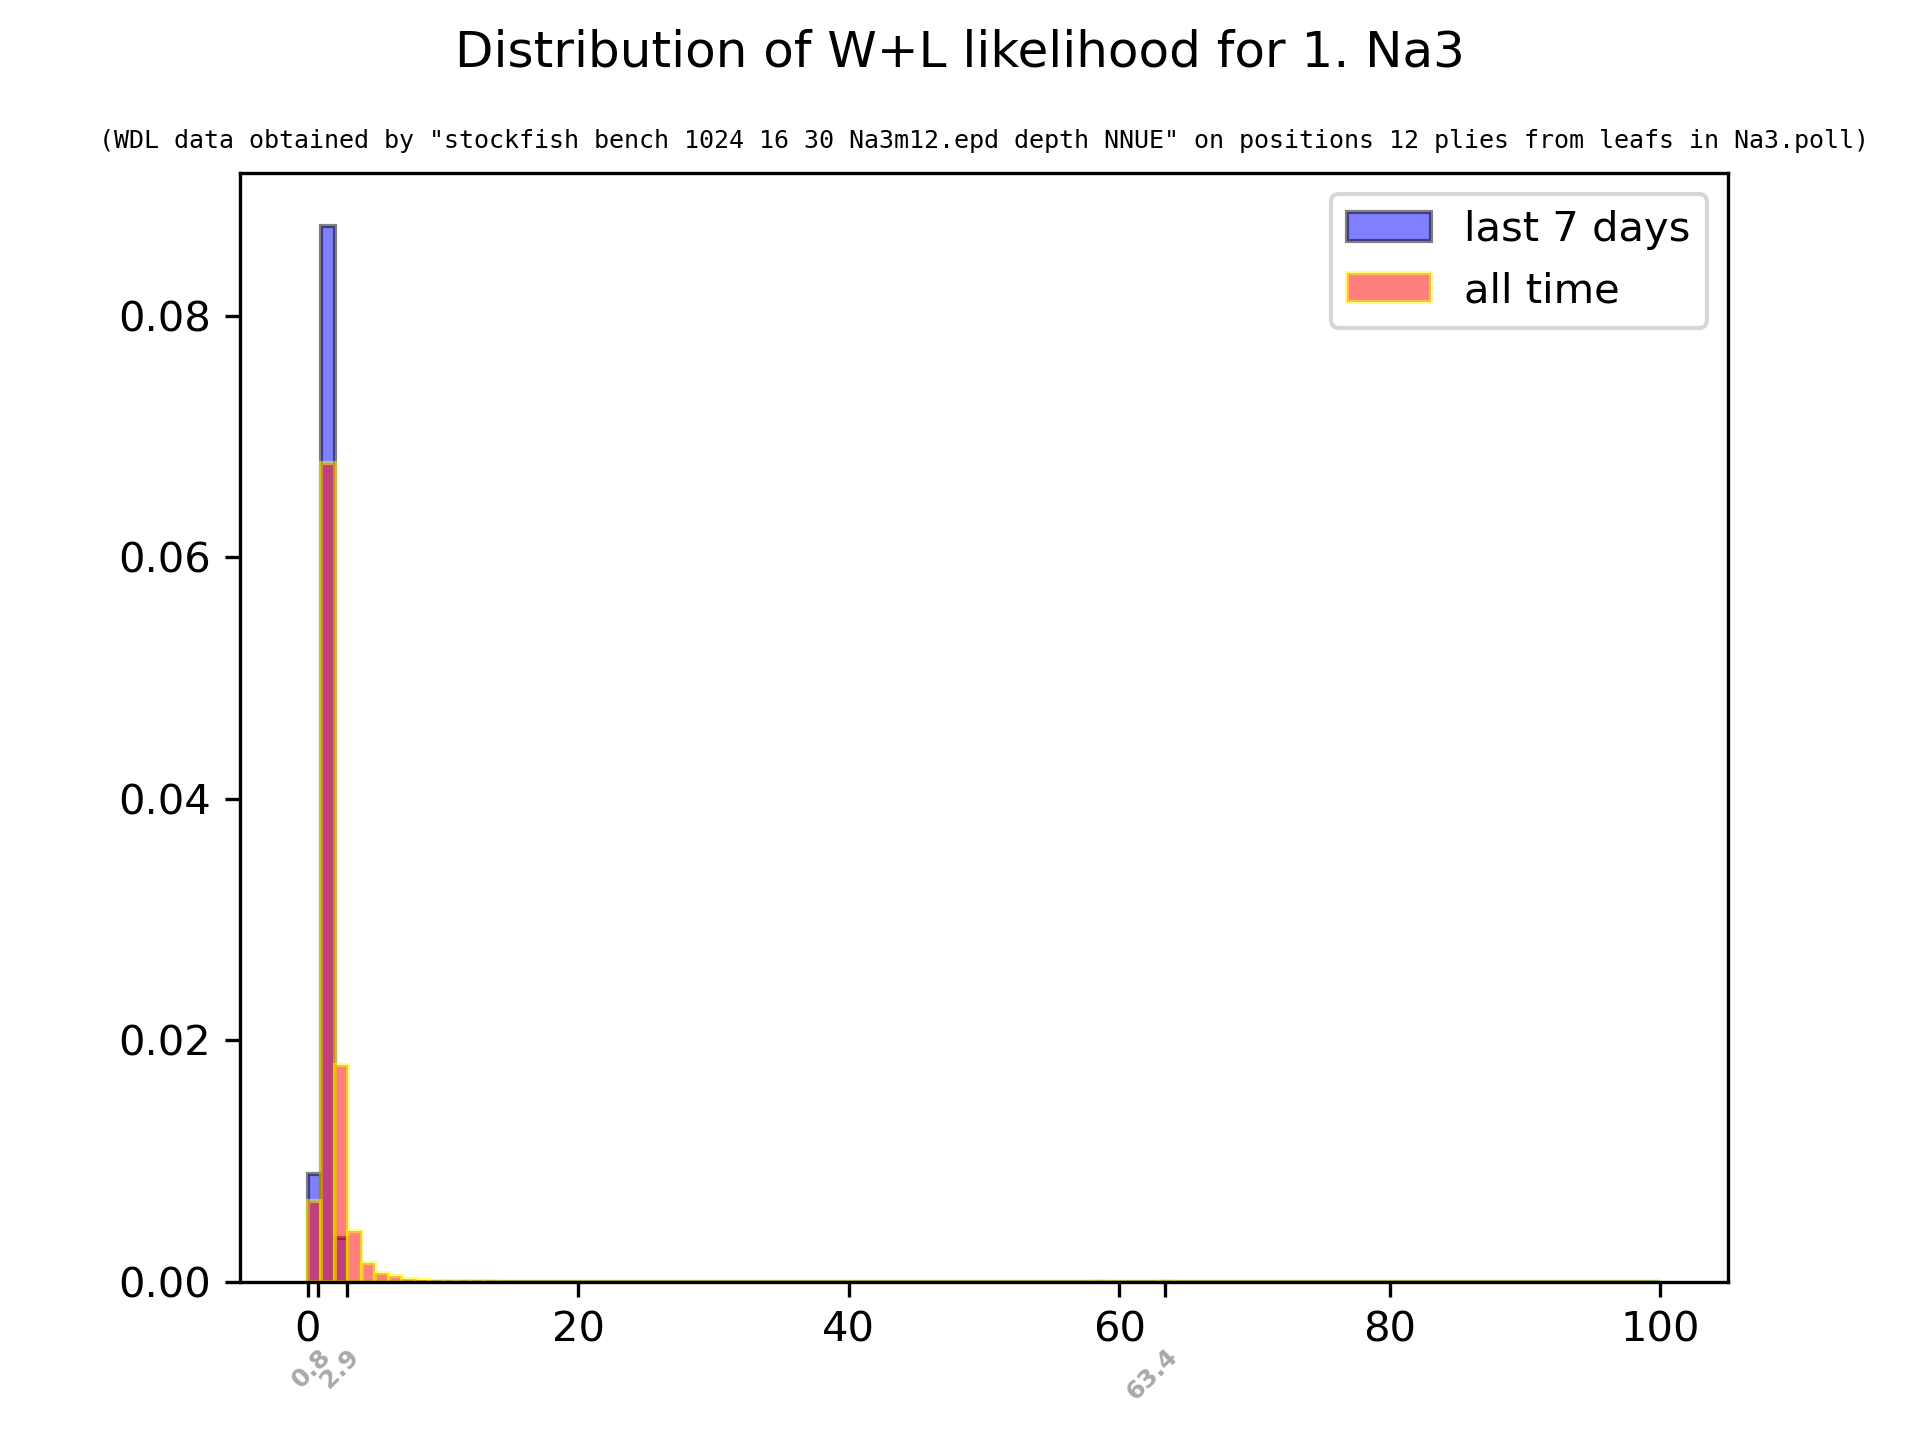 Distribution of W+L likelihood for 1. Na3
(WDL data obtained by "stockfish bench 1024 16 30 Na3m12.epd depth NNUE" on positions 12 plies from leafs in Na3.poll)
last 7 days
all time
0.08
0.06
0.04
0.02
0.00
0 20 40 60 80 100
0.8 2.9 63.4